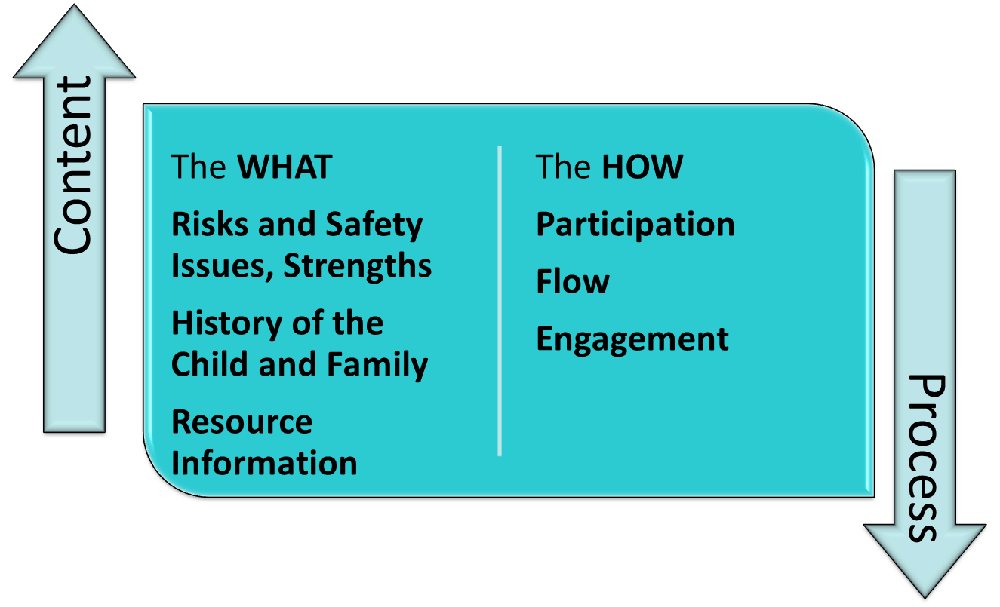 Content
The WHAT
Risks and Safety
Issues, Strengths
History of the
Child and Family
Resource
Information
The HOW
Participation
Flow
Engagement
Process